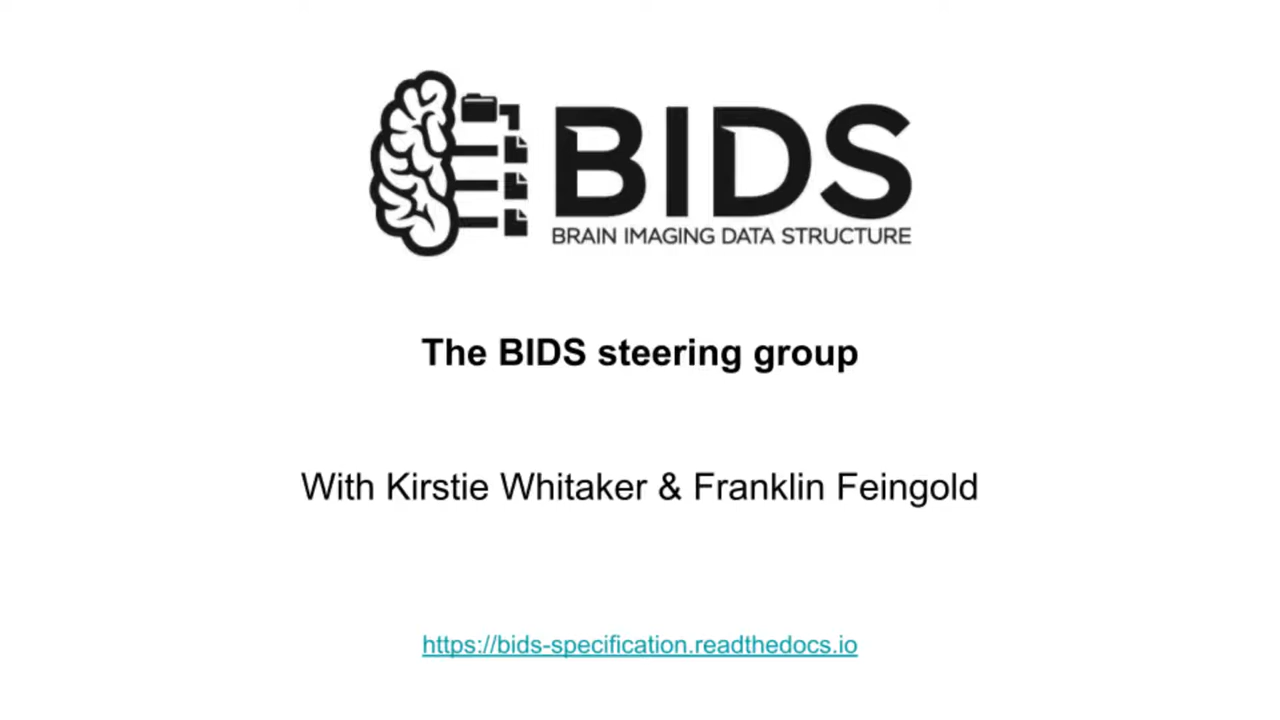 BIDS
BRAIN IMAGING DATA STRUCTURE
The BIDS steering group
With Kirstie Whitaker & Franklin Feingold
https://bids-specification.readthedocs.io